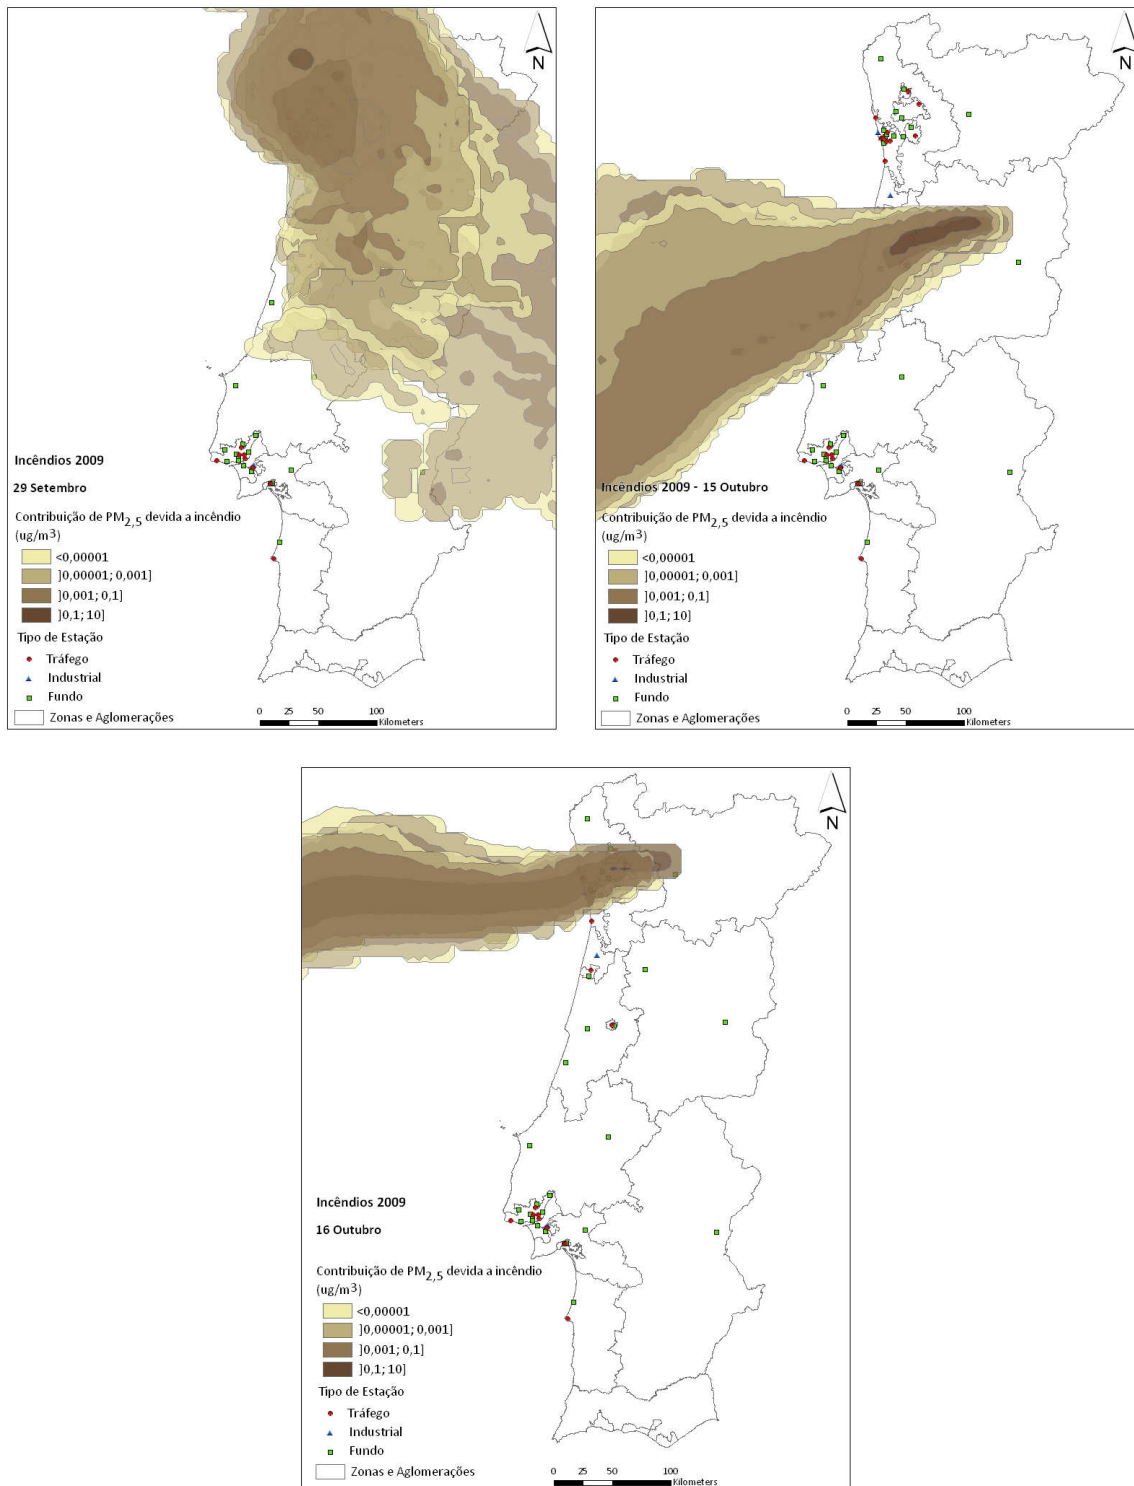 N
Incêndios 2009
29 Setembro
Contribuição de PM2,5 devida a incêndio
(ug/m3)
<0,00001
]0,00001; 0,001]
]0,001; 0,1]
]0,1; 10]
Tipo de Estação
Tráfego
Industrial
Fundo
Zonas e Aglomerações
0 25 50 100
Kilometers
N
Incêndios 2009 - 15 Outubro
Contribuição de PM2,5 devida a incêndio
(ug/m3)
<0,00001
]0,00001; 0,001]
]0,001; 0,1]
]0,1; 10]
Tipo de Estação
Tráfego
Industrial
Fundo
Zonas e Aglomerações
0 25 50 100
Kilometers
N
Incêndios 2009
16 Outubro
Contribuição de PM2,5 devida a incêndio
(ug/m3)
<0,00001
]0,00001; 0,001]
]0,001; 0,1]
]0,1; 10]
Tipo de Estação
Tráfego
Industrial
Fundo
Zonas e Aglomerações
0 25 50 100
Kilometers